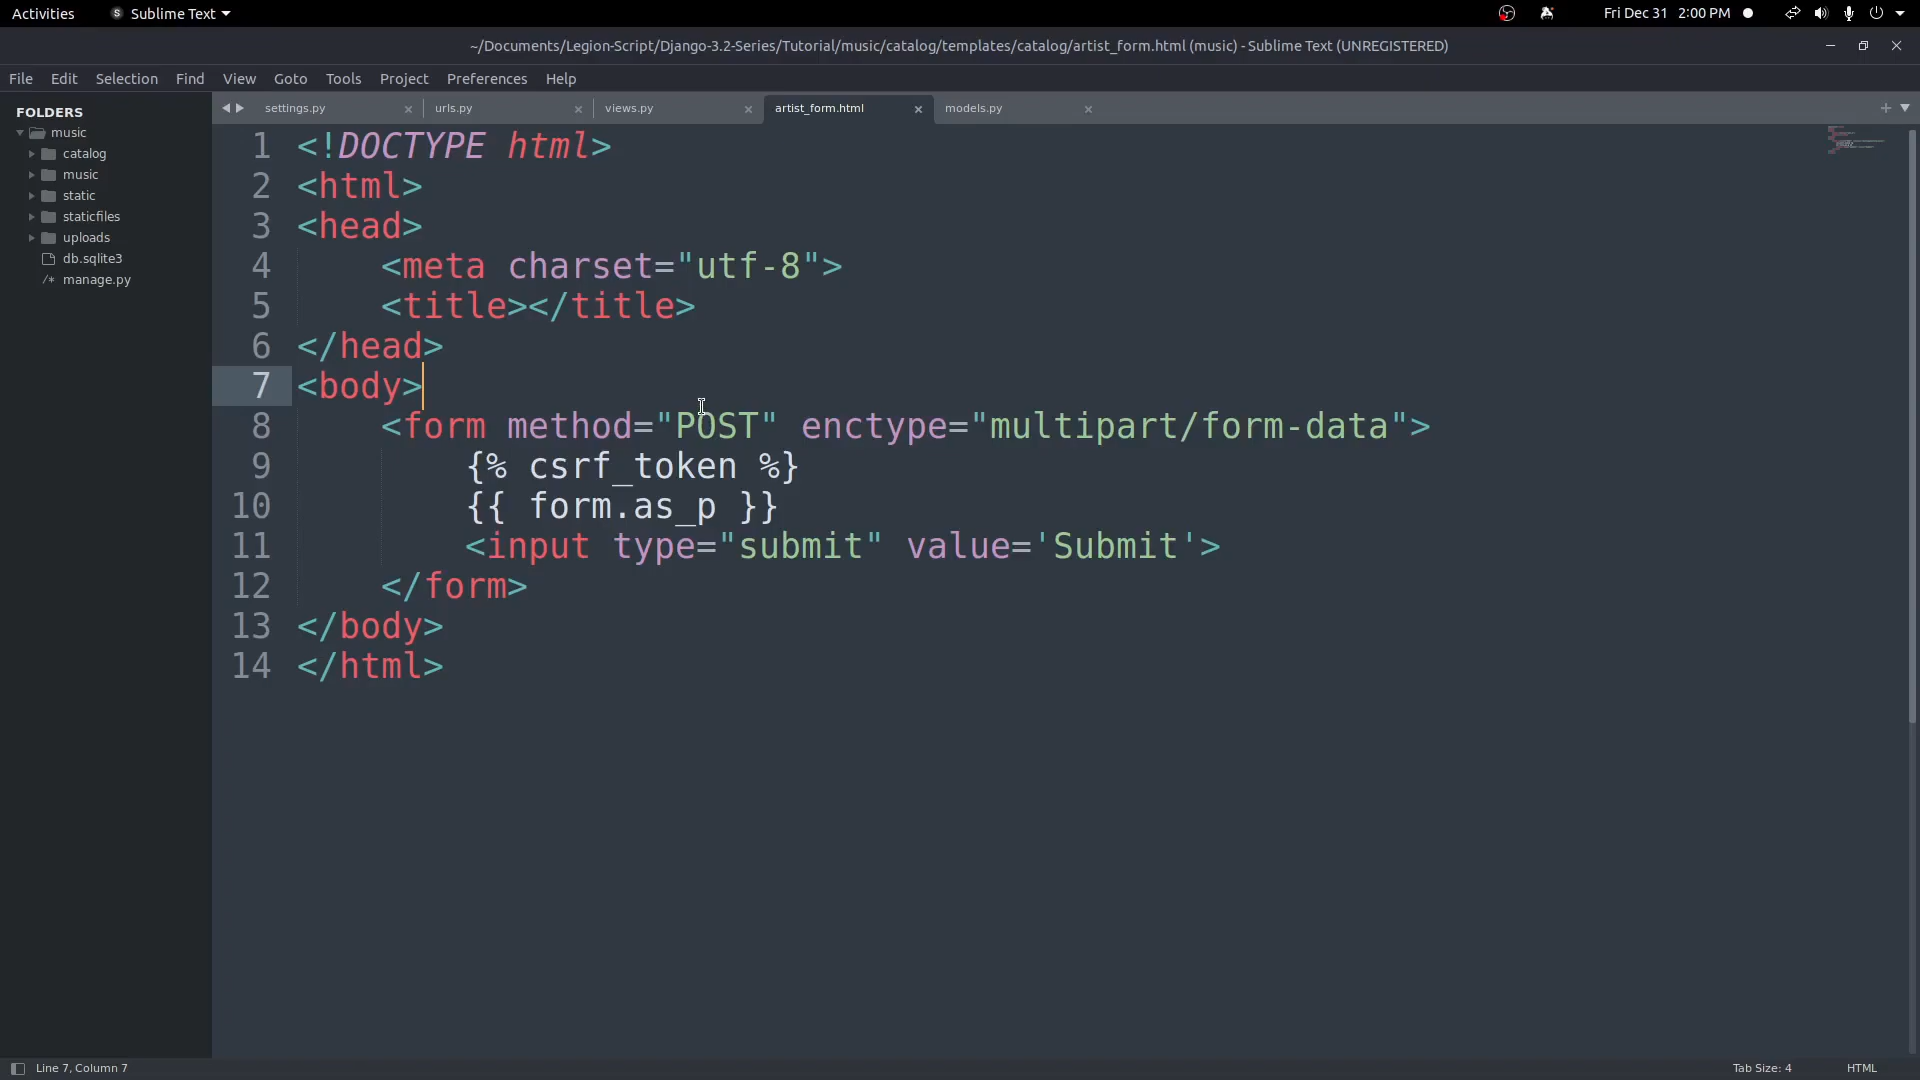 Activities
Sublime Text
Fri Dec 31 2:00 PM
~/Documents/Legion-Script/Django-3.2-Series/Tutorial/music/catalog/templates/catalog/artist_form.html (music) - Sublime Text (UNREGISTERED)
File Edit Selection Find View Goto Tools Project Preferences Help
FOLDERS
music
catalog
music
static
staticfiles
uploads
db.sqlite3
/* manage.py
settings.py
urls.py
views.py
artist_form.html
models.py
1 <!DOCTYPE html>
2 <html>
3 <head>
4     <meta charset="utf-8">
5     <title></title>
6 </head>
7 <body>
8     <form method="POST" enctype="multipart/form-data">
9         {% csrf_token %}
10         {{ form.as_p }}
11         <input type="submit" value='Submit'>
12     </form>
13 </body>
14 </html>
Line 7, Column 7
Tab Size: 4
HTML